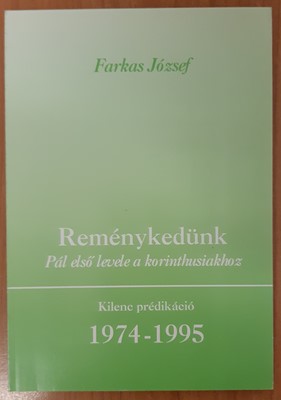 Farkas József
Reménykedünk
Pál első levele a korinthusiakhoz
Kilenc prédikáció
1974-1995